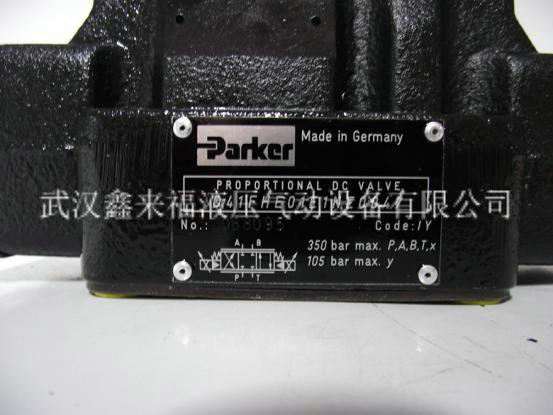 Parker
Made in Germany
PROPORTIONAL DC VALVE
武汉鑫来福液压气动设备有限公司
No.:
Code: IY
A B
P T
350 bar max. P,A,B,T,x
105 bar max. y